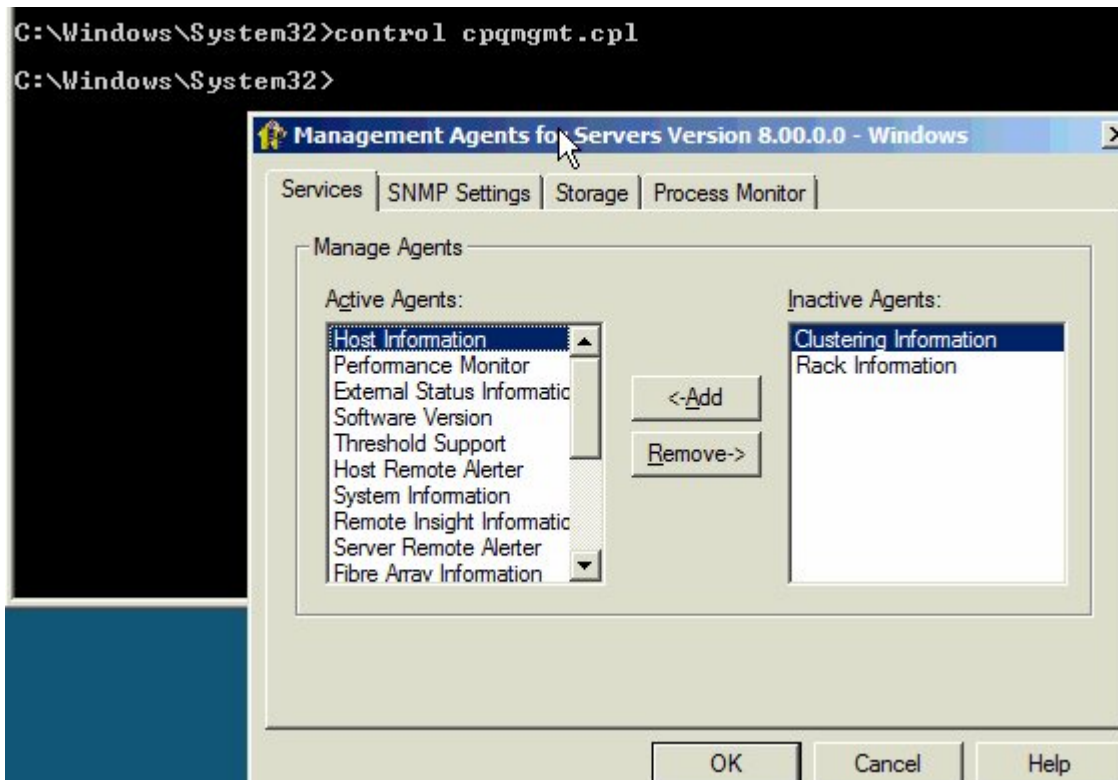 C:\Windows\System32>control cpqmgmt.cpl
C:\Windows\System32>
Management Agents for Servers Version 8.00.0.0 - Windows
Services SNMP Settings Storage Process Monitor
Manage Agents
Active Agents:
Host Information
Performance Monitor
External Status Informatic
Software Version
Threshold Support
Host Remote Alerter
System Information
Remote Insight Informatic
Server Remote Alerter
Fibre Array Information
<-Add
Remove->
Inactive Agents:
Clustering Information
Rack Information
OK Cancel Help